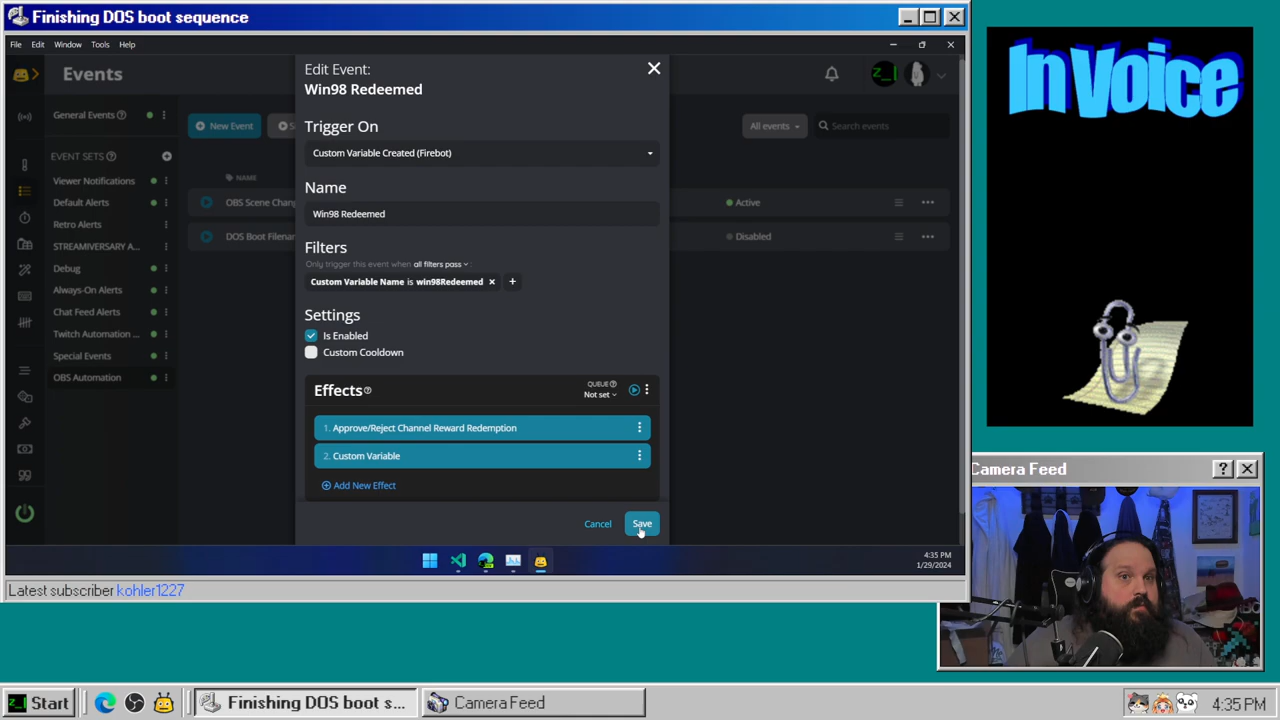 Finishing DOS boot sequence
File Edit Window Tools Help
Events
General Events
New Event
All events
Search events
EVENT SETS
Viewer Notifications
Default Alerts
Retro Alerts
STREAMIVERSARY A...
Debug
Always-On Alerts
Chat Feed Alerts
Twitch Automation
Special Events
OBS Automation
NAME
OBS Scene Chang
DOS Boot Filenam
Active
Disabled
Edit Event:
Win98 Redeemed
Trigger On
Custom Variable Created (Firebot)
Name
Win98 Redeemed
Filters
Only trigger this event when all filters pass :
Custom Variable Name is win98Redeemed × +
Settings
Is Enabled
Custom Cooldown
Effects
QUEUE
Not set
1. Approve/Reject Channel Reward Redemption
2. Custom Variable
Add New Effect
Cancel Save
4:35 PM
1/29/2024
Latest subscriber kohler1227
In Voice
Camera Feed
Start
Finishing DOS boot s...
Camera Feed
4:35 PM